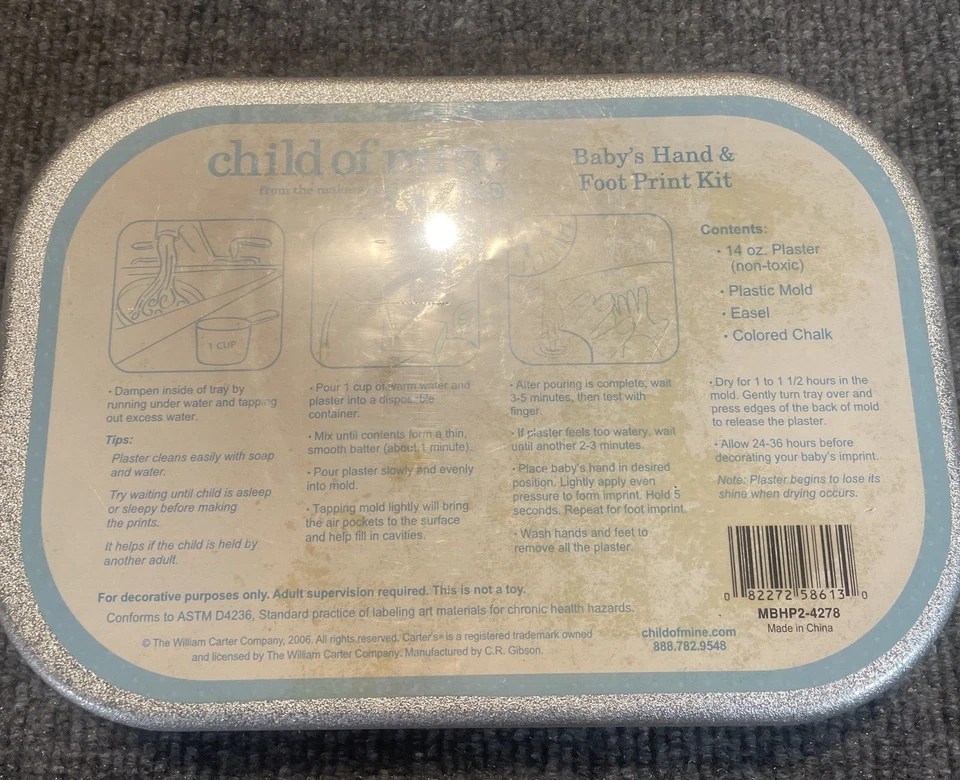 child of mine
from the makers
Baby's Hand &
Foot Print Kit
1 CUP
Contents:
· 14 oz. Plaster
(non-toxic)
· Plastic Mold
· Easel
· Colored Chalk
· Dampen inside of tray by
running under water and tapping
out excess water.
Tips:
Plaster cleans easily with soap
and water.
Try waiting until child is asleep
or sleepy before making
the prints.
It helps if the child is held by
another adult.
· Pour 1 cup of warm water and
plaster into a disposable
container.
· Mix until contents form a thin,
smooth batter (about 1 minute).
· Pour plaster slowly and evenly
into mold.
· Tapping mold lightly will bring
the air pockets to the surface
and help fill in cavities.
· After pouring is complete, wait
3-5 minutes, then test with
finger.
· If plaster feels too watery, wait
until another 2-3 minutes.
· Place baby's hand in desired
position. Lightly apply even
pressure to form imprint. Hold 5
seconds. Repeat for foot imprint.
· Wash hands and feet to
remove all the plaster.
· Dry for 1 to 1 1/2 hours in the
mold. Gently turn tray over and
press edges of the back of mold
to release the plaster.
· Allow 24-36 hours before
decorating your baby's imprint.
Note: Plaster begins to lose its
shine when drying occurs.
For decorative purposes only. Adult supervision required. This is not a toy.
Conforms to ASTM D4236, Standard practice of labeling art materials for chronic health hazards.
© The William Carter Company, 2006. All rights reserved. Carter's® is a registered trademark owned
and licensed by The William Carter Company. Manufactured by C.R. Gibson.
childofmine.com
888.782.9548
0 82272 58613 0
MBHP2-4278
Made in China